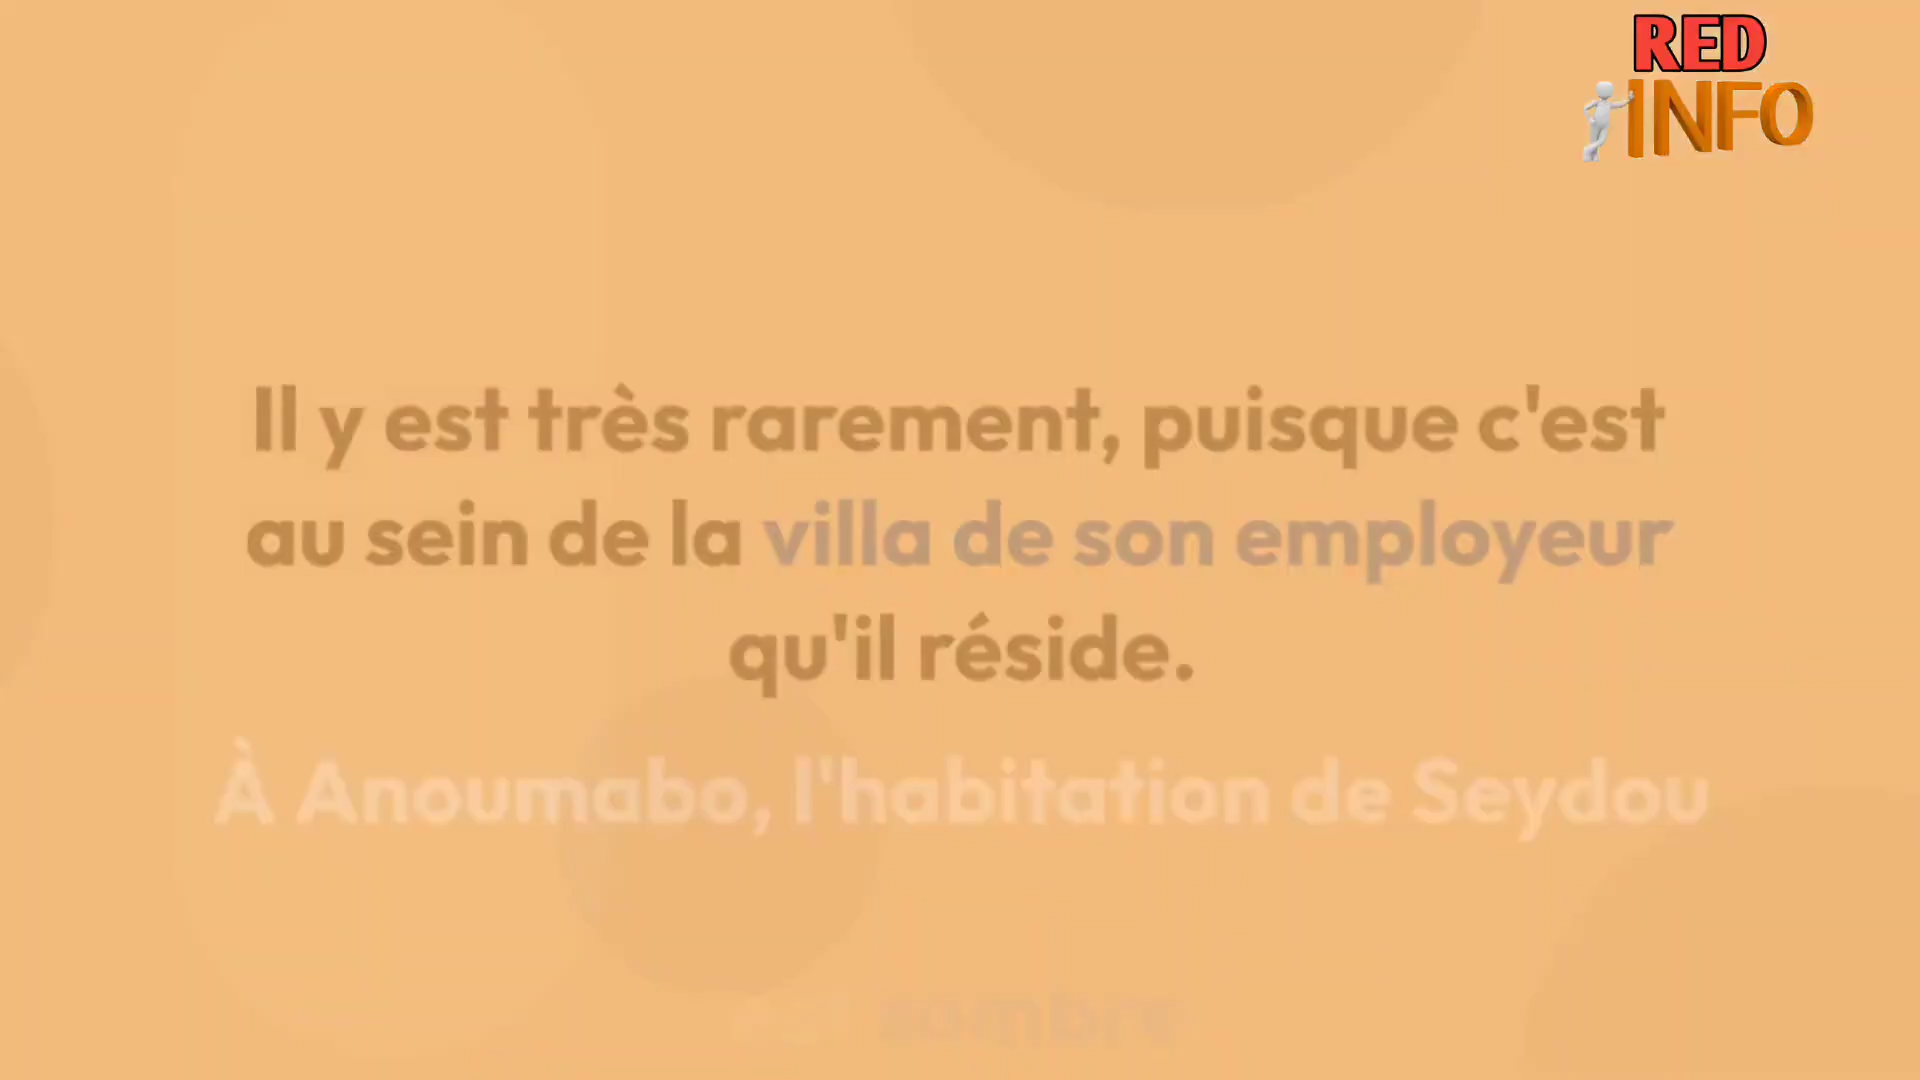 RED
INFO
Il y est très rarement, puisque c'est
au sein de la villa de son employeur
qu'il réside.
À Anoumabo, l'habitation de Seydou
sombre